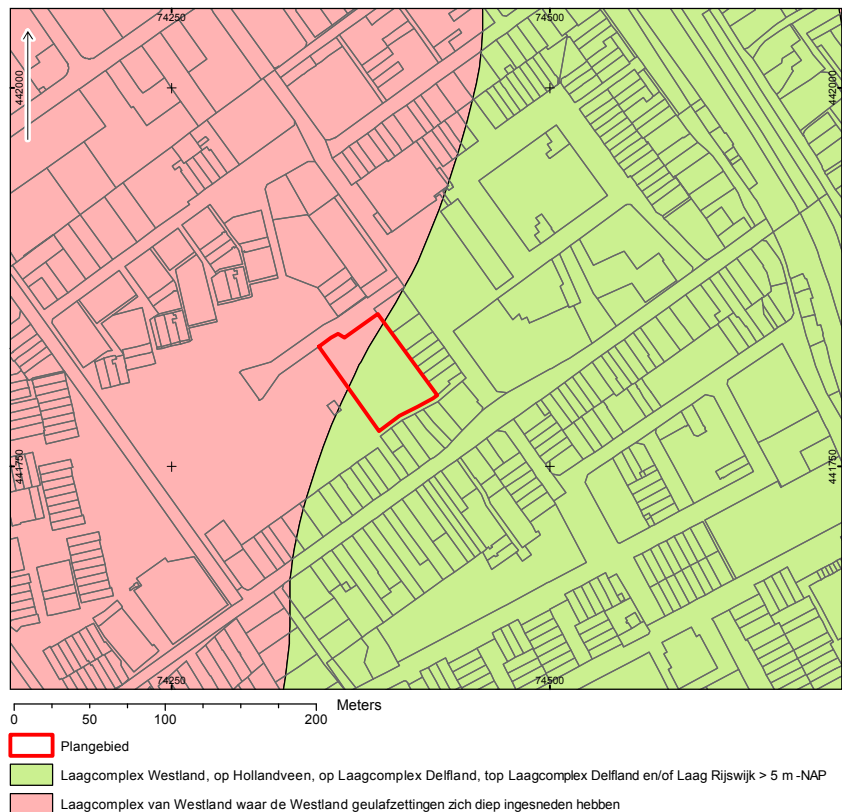 74250
74500
442000
442000
441750
441750
74250
74500
Meters
0 50 100 200
Plangebied
Laagcomplex Westland, op Hollandveen, op Laagcomplex Delfland, top Laagcomplex Delfland en/of Laag Rijswijk > 5 m -NAP
Laagcomplex van Westland waar de Westland geulafzettingen zich diep ingesneden hebben